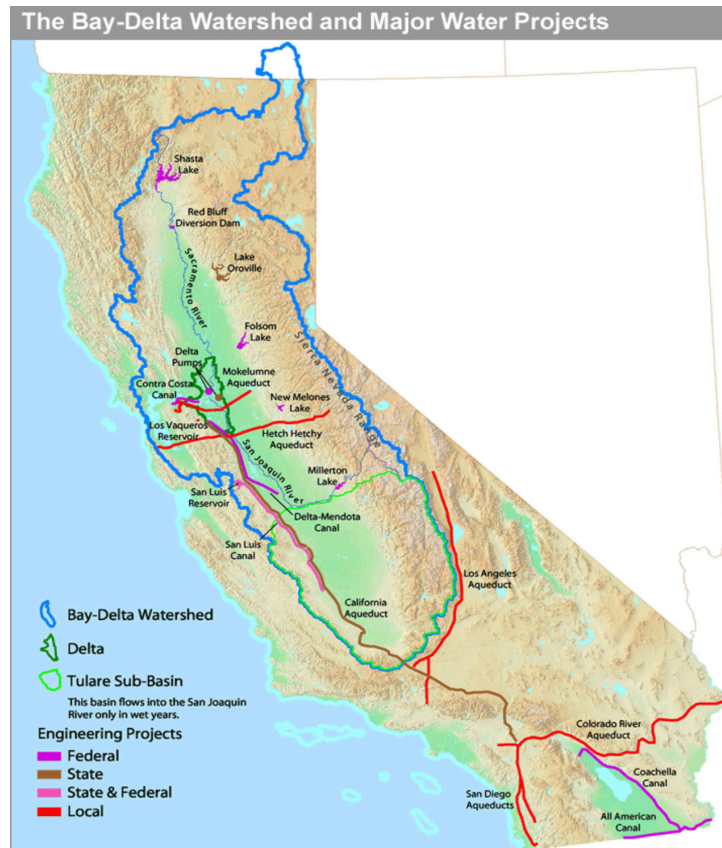 The Bay-Delta Watershed and Major Water Projects
Shasta
Lake
Red Bluff
Diversion Dam
Sacramento River
Lake
Oroville
Folsom
Lake
Sierra Nevada Range
Delta
Pumps
Mokelumne
Aqueduct
Contra Costa
Canal
New Melones
Lake
Los Vaqueros
Reservoir
Hetch Hetchy
Aqueduct
San Joaquin River
Millerton
Lake
San Luis
Reservoir
Delta-Mendota
Canal
San Luis
Canal
Los Angeles
Aqueduct
California
Aqueduct
Bay-Delta Watershed
Delta
Tulare Sub-Basin
This basin flows into the San Joaquin
River only in wet years.
Engineering Projects
Federal
State
State & Federal
Local
Colorado River
Aqueduct
Coachella
Canal
San Diego
Aqueducts
All American
Canal